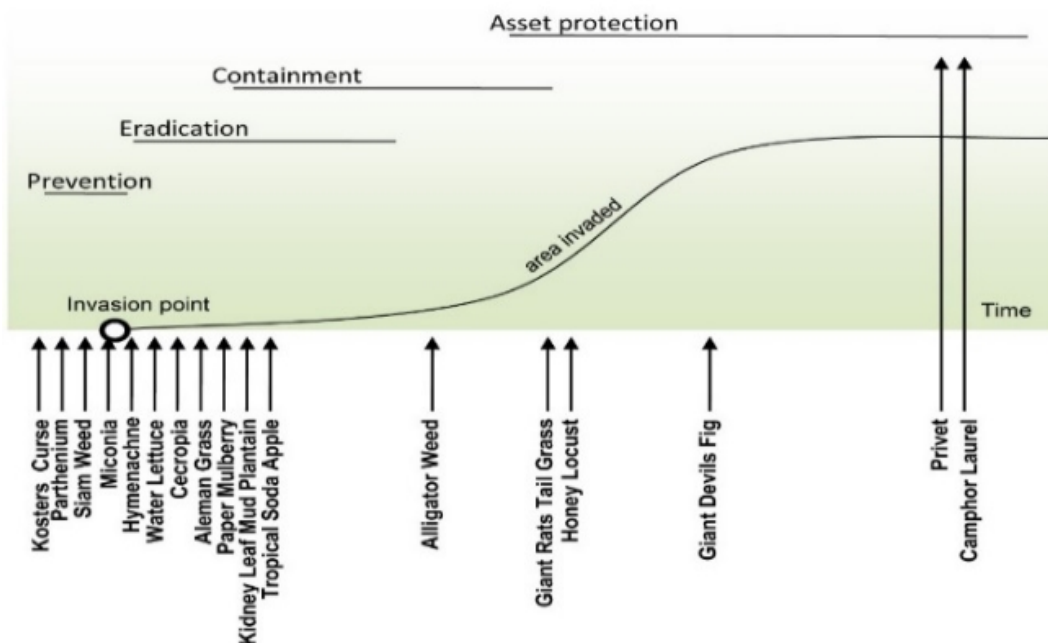 Asset protection
Containment
Eradication
Prevention
area invaded
Invasion point
Time
Kosters Curse
Parthenium
Siam Weed
Miconia
Hymenachne
Water Lettuce
Cecropia
Aleman Grass
Paper Mulberry
Kidney Leaf Mud Plantain
Tropical Soda Apple
Alligator Weed
Giant Rats Tail Grass
Honey Locust
Giant Devils Fig
Privet
Camphor Laurel